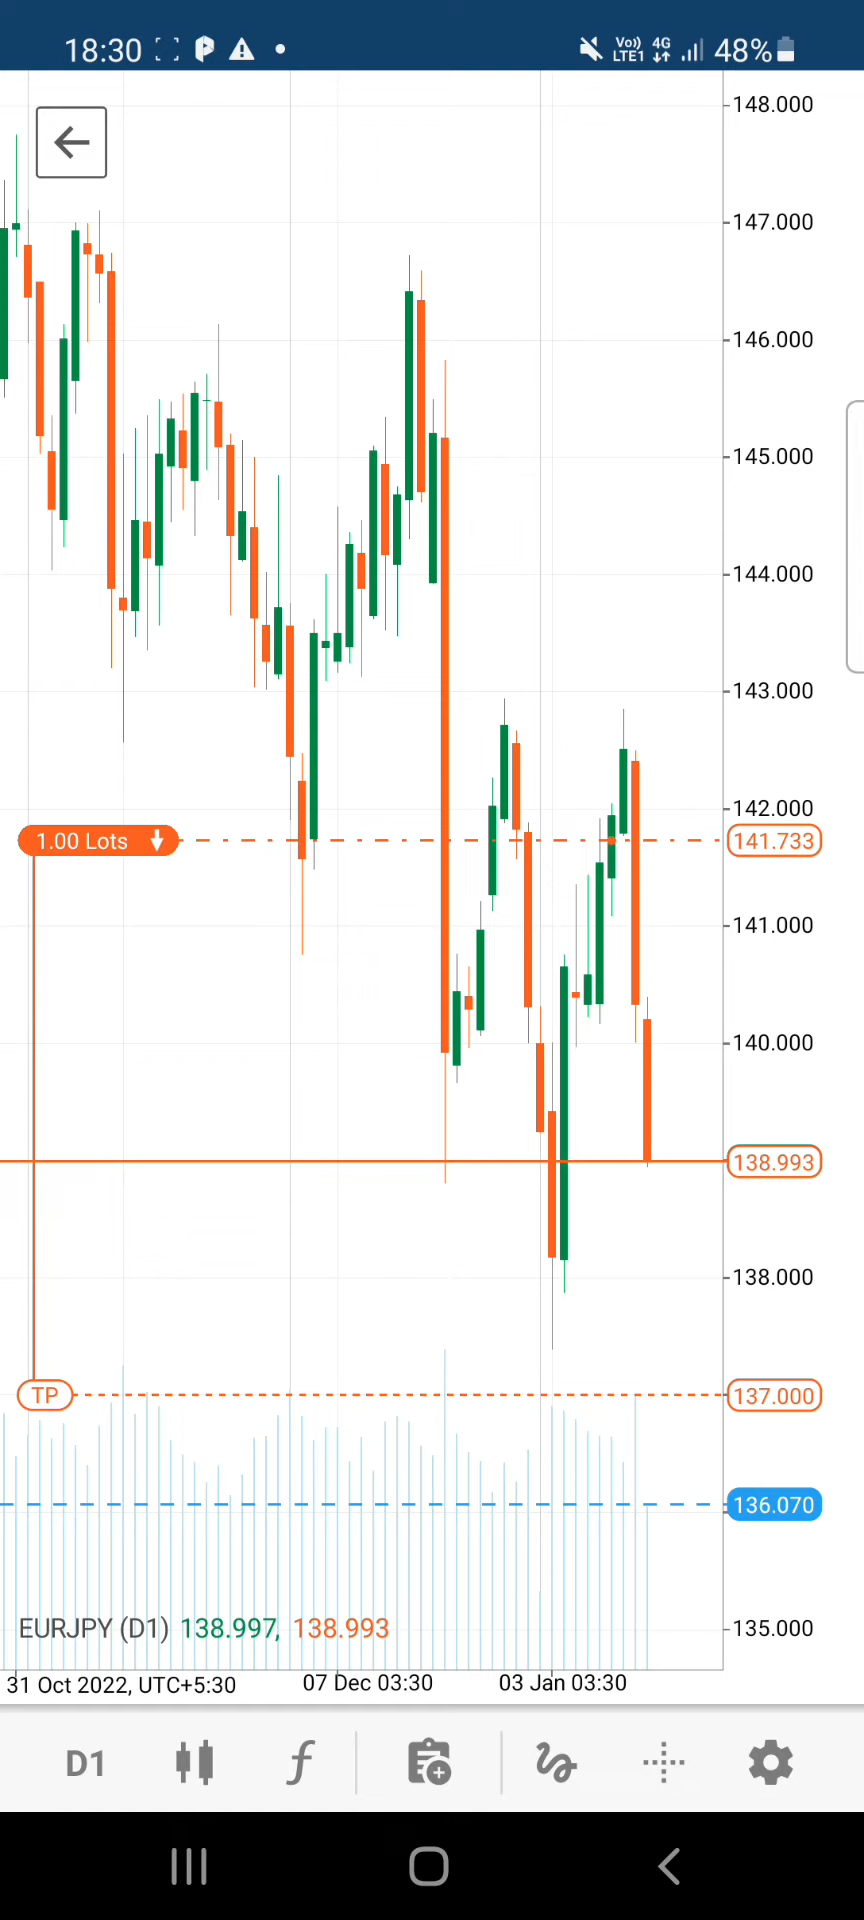 18:30
Vo)) 4G 48%
LTE1
148.000
147.000
146.000
145.000
144.000
143.000
142.000
1.00 Lots 141.733
141.000
140.000
138.993
138.000
TP 137.000
136.070
EURJPY (D1) 138.997, 138.993 135.000
31 Oct 2022, UTC+5:30 07 Dec 03:30 03 Jan 03:30
D1 f